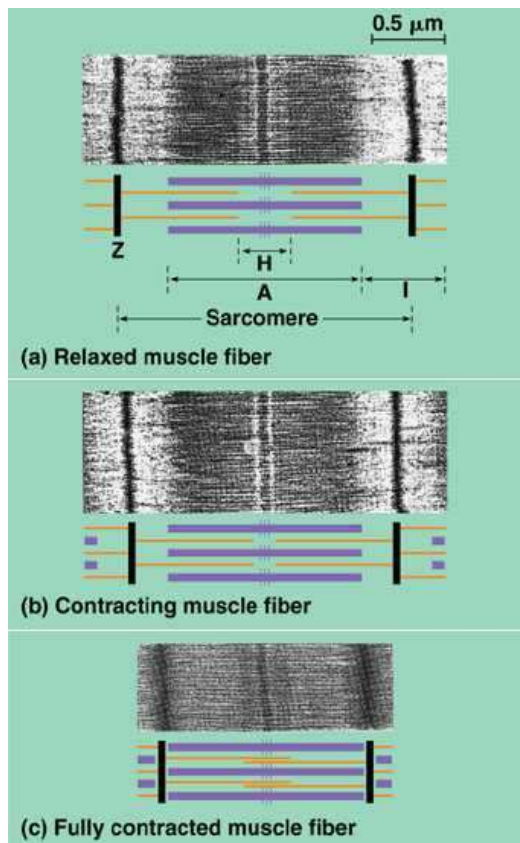 0.5 μm
Z
H
A
I
Sarcomere
(a) Relaxed muscle fiber
(b) Contracting muscle fiber
(c) Fully contracted muscle fiber